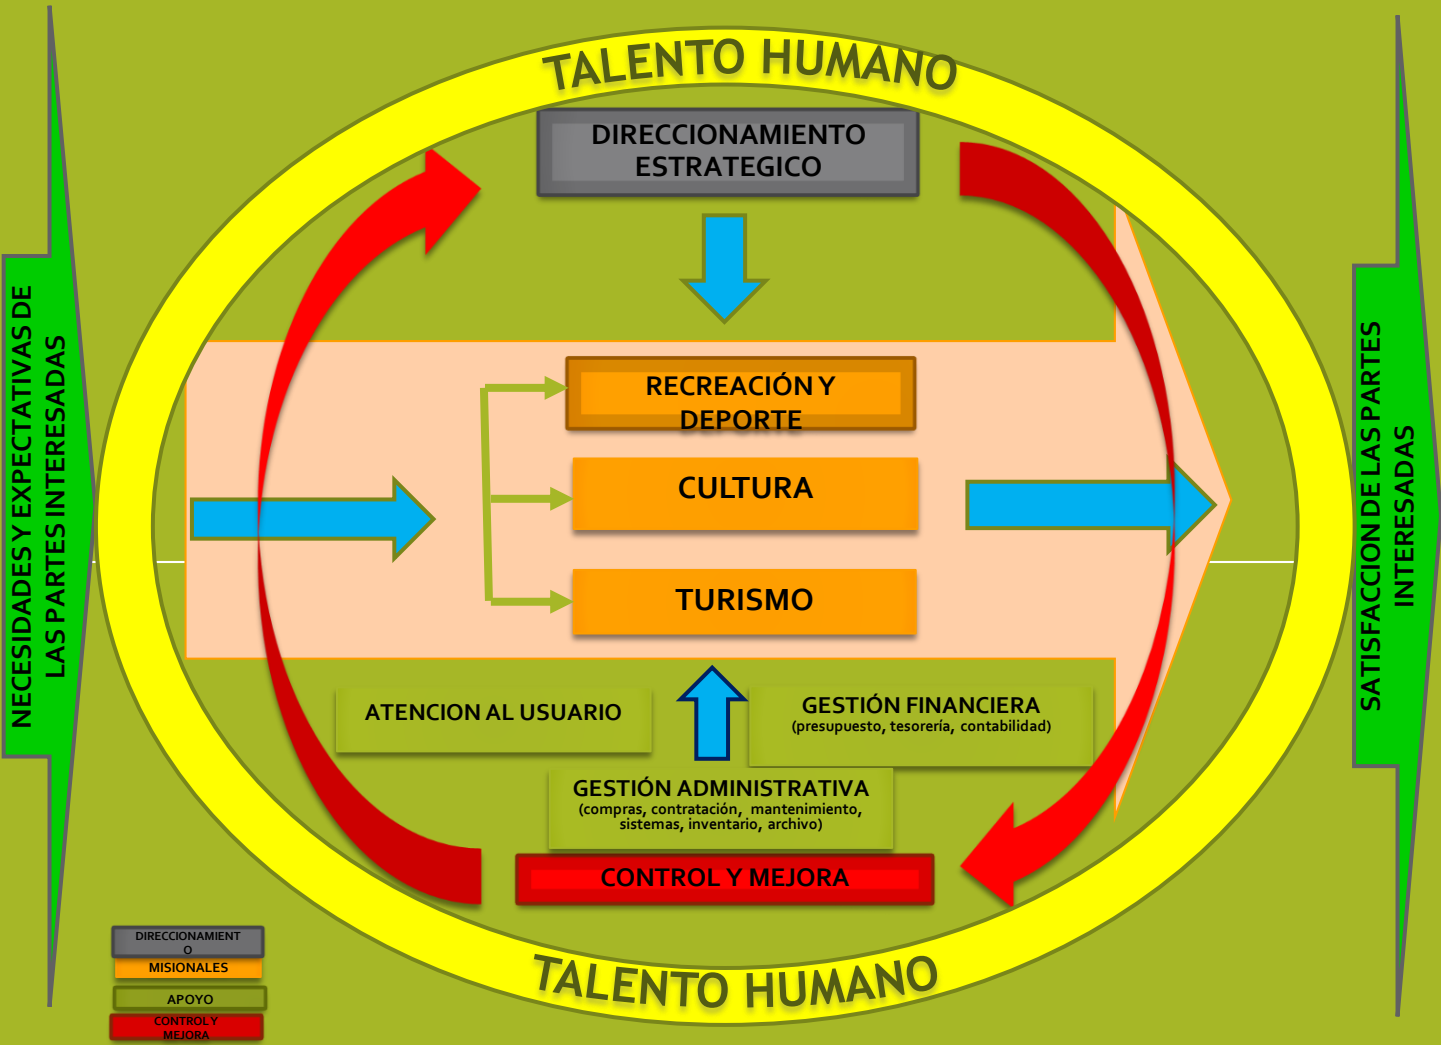 TALENTO HUMANO
DIRECCIONAMIENTO
ESTRATEGICO
NECESIDADES Y EXPECTATIVAS DE
LAS PARTES INTERESADAS
RECREACIÓN Y
DEPORTE
CULTURA
TURISMO
SATISFACCION DE LAS PARTES
INTERESADAS
ATENCION AL USUARIO
GESTIÓN FINANCIERA
(presupuesto, tesorería, contabilidad)
GESTIÓN ADMINISTRATIVA
(compras, contratación, mantenimiento,
sistemas, inventario, archivo)
CONTROL Y MEJORA
TALENTO HUMANO
DIRECCIONAMIENT
O
MISIONALES
APOYO
CONTROL Y
MEJORA